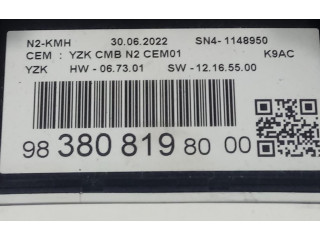 N2-KMH 30.06.2022 SN4- 1148950
CEM : YZK CMB N2 CEM01 K9AC
YZK HW - 06.73.01 SW - 12.16.55.00
98 380 819 80 00